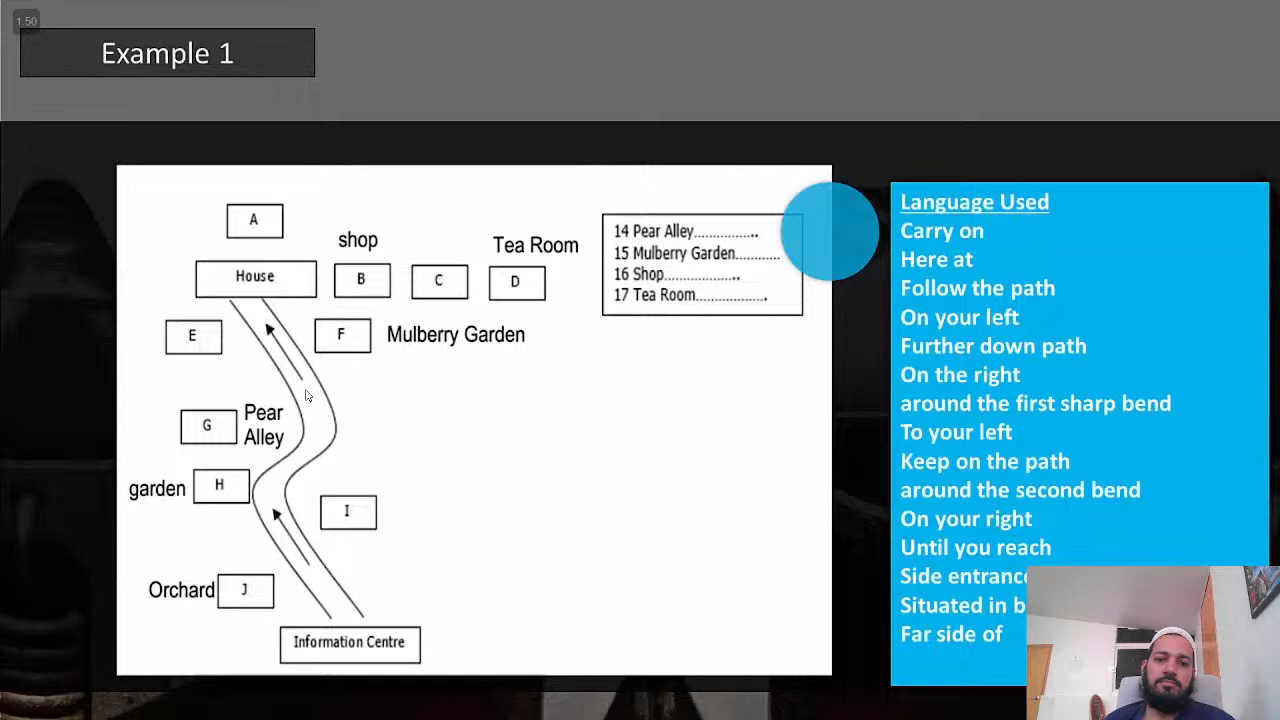 1.50
Example 1
A
shop
Tea Room
House
B
C
D
14 Pear Alley...............
15 Mulberry Garden...........
16 Shop...................
17 Tea Room..................
E
F
Mulberry Garden
G
Pear
Alley
garden
H
I
Orchard
J
Information Centre
Language Used
Carry on
Here at
Follow the path
On your left
Further down path
On the right
around the first sharp bend
To your left
Keep on the path
around the second bend
On your right
Until you reach
Side entrance
Situated in b
Far side of